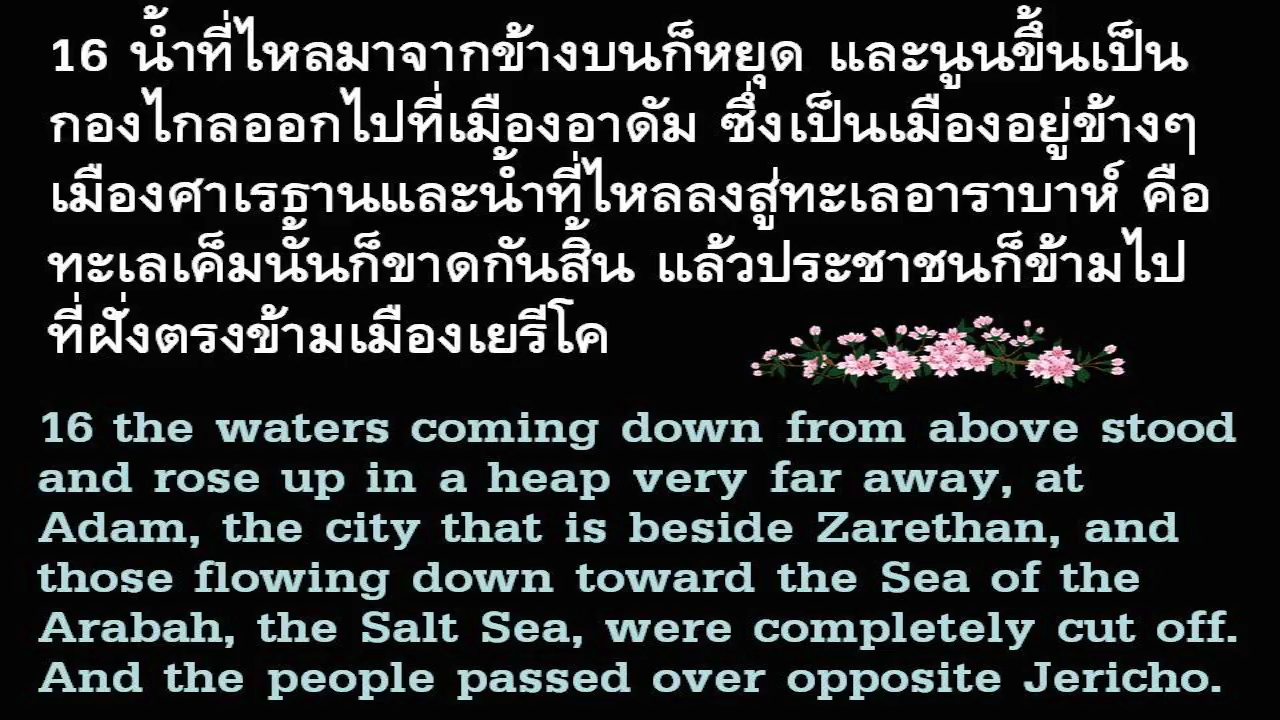 16 น้ำที่ไหลมาจากข้างบนก็หยุด และนูนขึ้นเป็น
กองไกลออกไปที่เมืองอาดัม ซึ่งเป็นเมืองอยู่ข้างๆ
เมืองศาเรธานและน้ำที่ไหลลงสู่ทะเลอาราบาห์ คือ
ทะเลเค็มนั้นก็ขาดกันสิ้น แล้วประชาชนก็ข้ามไป
ที่ฝั่งตรงข้ามเมืองเยรีโค
16 the waters coming down from above stood
and rose up in a heap very far away, at
Adam, the city that is beside Zarethan, and
those flowing down toward the Sea of the
Arabah, the Salt Sea, were completely cut off.
And the people passed over opposite Jericho.